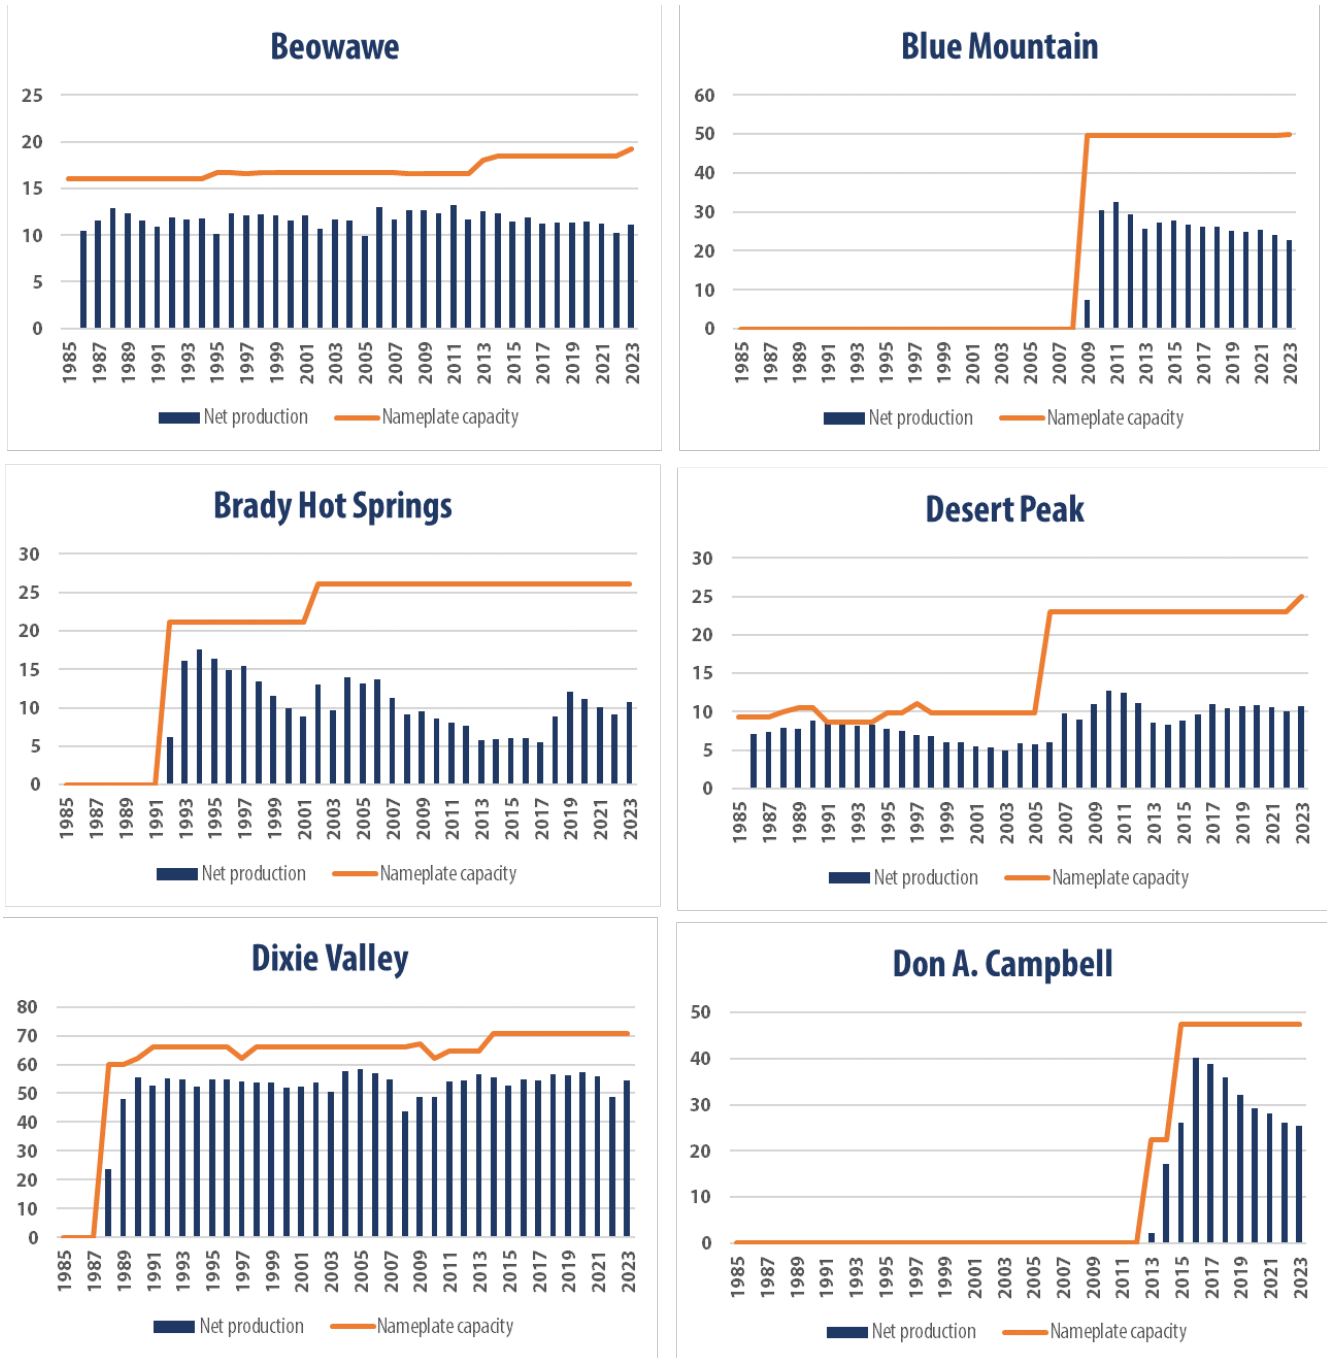 Beowawe
25
20
15
10
5
0
1985 1987 1989 1991 1993 1995 1997 1999 2001 2003 2005 2007 2009 2011 2013 2015 2017 2019 2021 2023
Net production Nameplate capacity
Blue Mountain
60
50
40
30
20
10
0
1985 1987 1989 1991 1993 1995 1997 1999 2001 2003 2005 2007 2009 2011 2013 2015 2017 2019 2021 2023
Net production Nameplate capacity
Brady Hot Springs
30
25
20
15
10
5
0
1985 1987 1989 1991 1993 1995 1997 1999 2001 2003 2005 2007 2009 2011 2013 2015 2017 2019 2021 2023
Net production Nameplate capacity
Desert Peak
30
25
20
15
10
5
0
1985 1987 1989 1991 1993 1995 1997 1999 2001 2003 2005 2007 2009 2011 2013 2015 2017 2019 2021 2023
Net production Nameplate capacity
Dixie Valley
80
70
60
50
40
30
20
10
0
1985 1987 1989 1991 1993 1995 1997 1999 2001 2003 2005 2007 2009 2011 2013 2015 2017 2019 2021 2023
Net production Nameplate capacity
Don A. Campbell
50
40
30
20
10
0
1985 1987 1989 1991 1993 1995 1997 1999 2001 2003 2005 2007 2009 2011 2013 2015 2017 2019 2021 2023
Net production Nameplate capacity